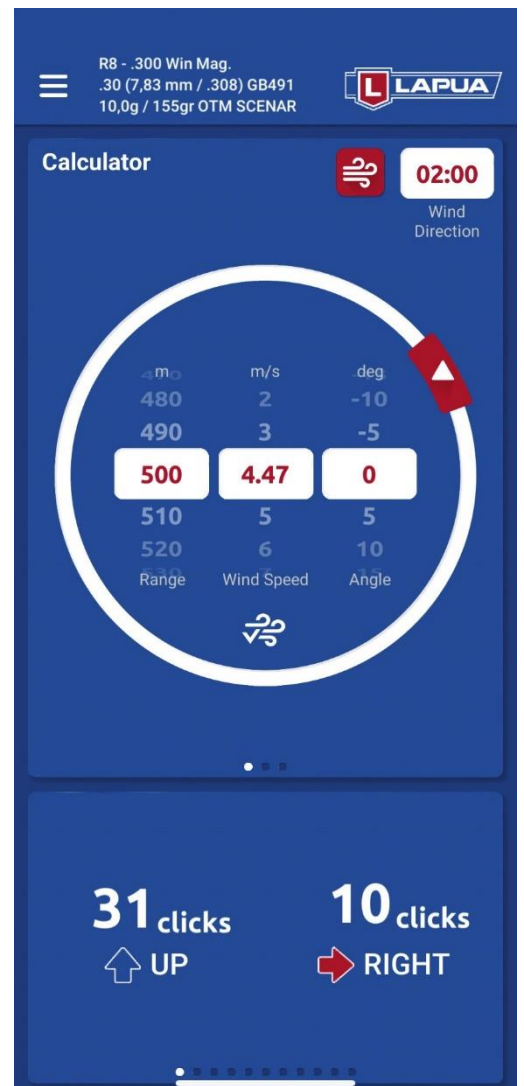 R8 - .300 Win Mag.
.30 (7,83 mm / .308) GB491
10,0g / 155gr OTM SCENAR
L LAPUA
Calculator
02:00
Wind
Direction
m m/s deg
480 2 -10
490 3 -5
500 4.47 0
510 5 5
520 6 10
Range Wind Speed Angle
31 clicks
UP
10 clicks
RIGHT